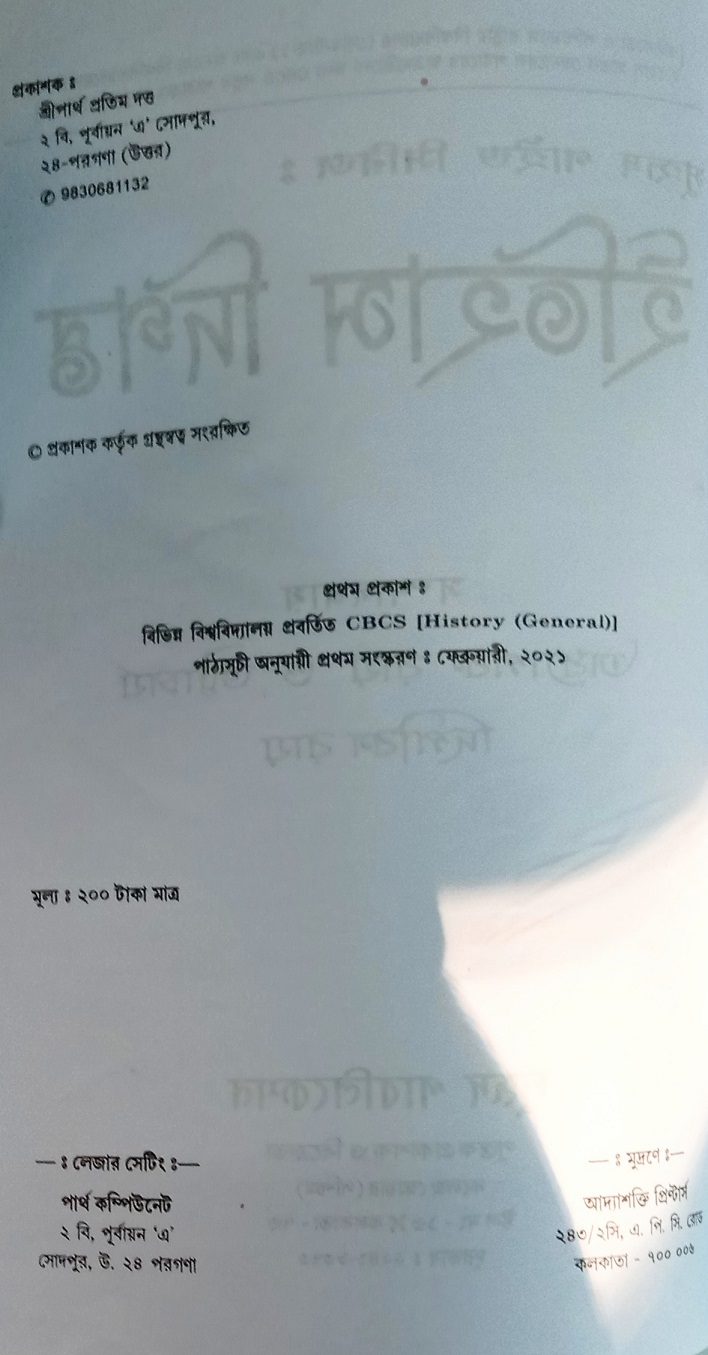 প্রকাশক ঃ
শ্রীপার্থ প্রতিম দত্ত
২ বি, পূর্বায়ন ‘এ’ সোদপুর,
২৪-পরগণা (উত্তর)
✆ 9830681132
© প্রকাশক কর্তৃক গ্রন্থস্বত্ব সংরক্ষিত
প্রথম প্রকাশ ঃ
বিভিন্ন বিশ্ববিদ্যালয় প্রবর্তিত CBCS [History (General)]
পাঠ্যসূচী অনুযায়ী প্রথম সংস্করণ ঃ ফেব্রুয়ারী, ২০২১
মূল্য ঃ ২০০ টাকা মাত্র
— ঃ লেজার সেটিং ঃ—
পার্থ কম্পিউনেট
২ বি, পূর্বায়ন ‘এ’
সোদপুর, উ. ২৪ পরগণা
— ঃ মুদ্রণে ঃ—
আদ্যাশক্তি প্রিন্টার্স
২৪৩/২সি, এ. পি. সি. রোড
কলকাতা - ৭০০ ০০৬